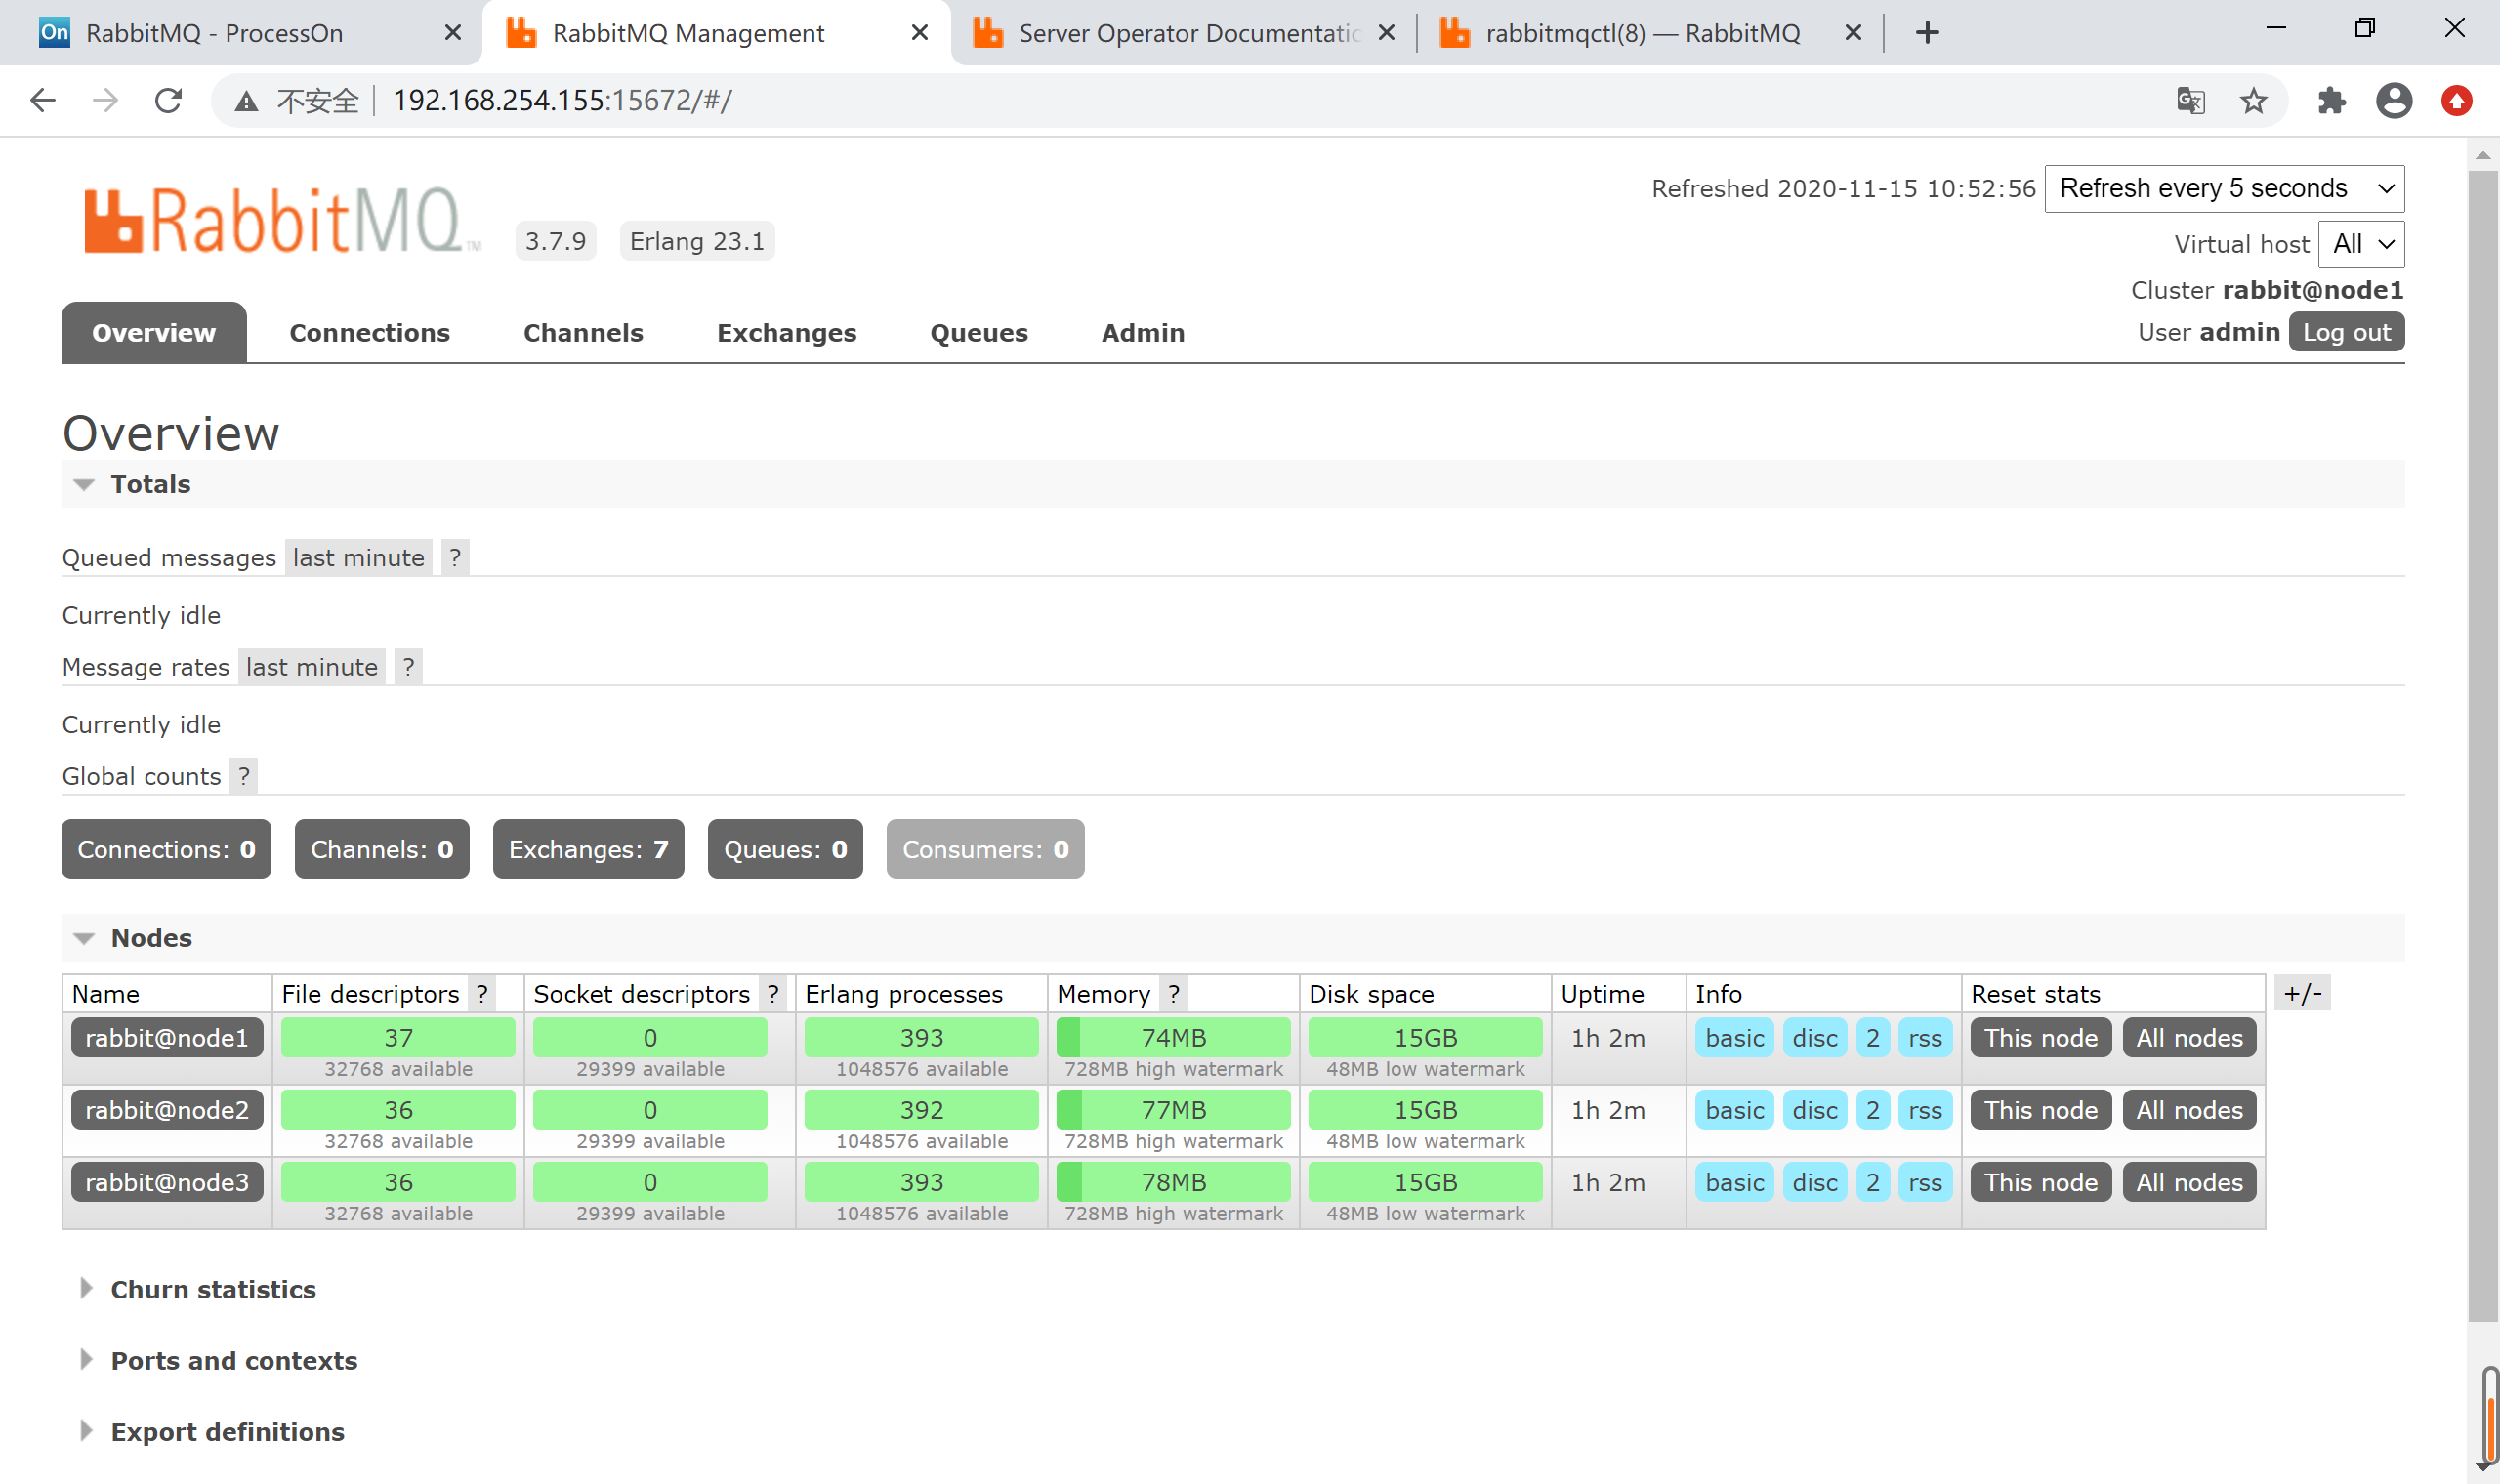 On RabbitMQ - ProcessOn
RabbitMQ Management
Server Operator Documentatic
rabbitmqctl(8) — RabbitMQ
不安全 192.168.254.155:15672/#/
RabbitMQ TM 3.7.9 Erlang 23.1
Refreshed 2020-11-15 10:52:56 Refresh every 5 seconds
Virtual host All
Cluster rabbit@node1
User admin Log out
Overview Connections Channels Exchanges Queues Admin
Overview
Totals
Queued messages last minute ?
Currently idle
Message rates last minute ?
Currently idle
Global counts ?
Connections: 0 Channels: 0 Exchanges: 7 Queues: 0 Consumers: 0
Nodes
Name File descriptors ? Socket descriptors ? Erlang processes Memory ? Disk space Uptime Info Reset stats +/-
rabbit@node1 37 0 393 74MB 15GB 1h 2m basic disc 2 rss This node All nodes
32768 available 29399 available 1048576 available 728MB high watermark 48MB low watermark
rabbit@node2 36 0 392 77MB 15GB 1h 2m basic disc 2 rss This node All nodes
32768 available 29399 available 1048576 available 728MB high watermark 48MB low watermark
rabbit@node3 36 0 393 78MB 15GB 1h 2m basic disc 2 rss This node All nodes
32768 available 29399 available 1048576 available 728MB high watermark 48MB low watermark
Churn statistics
Ports and contexts
Export definitions